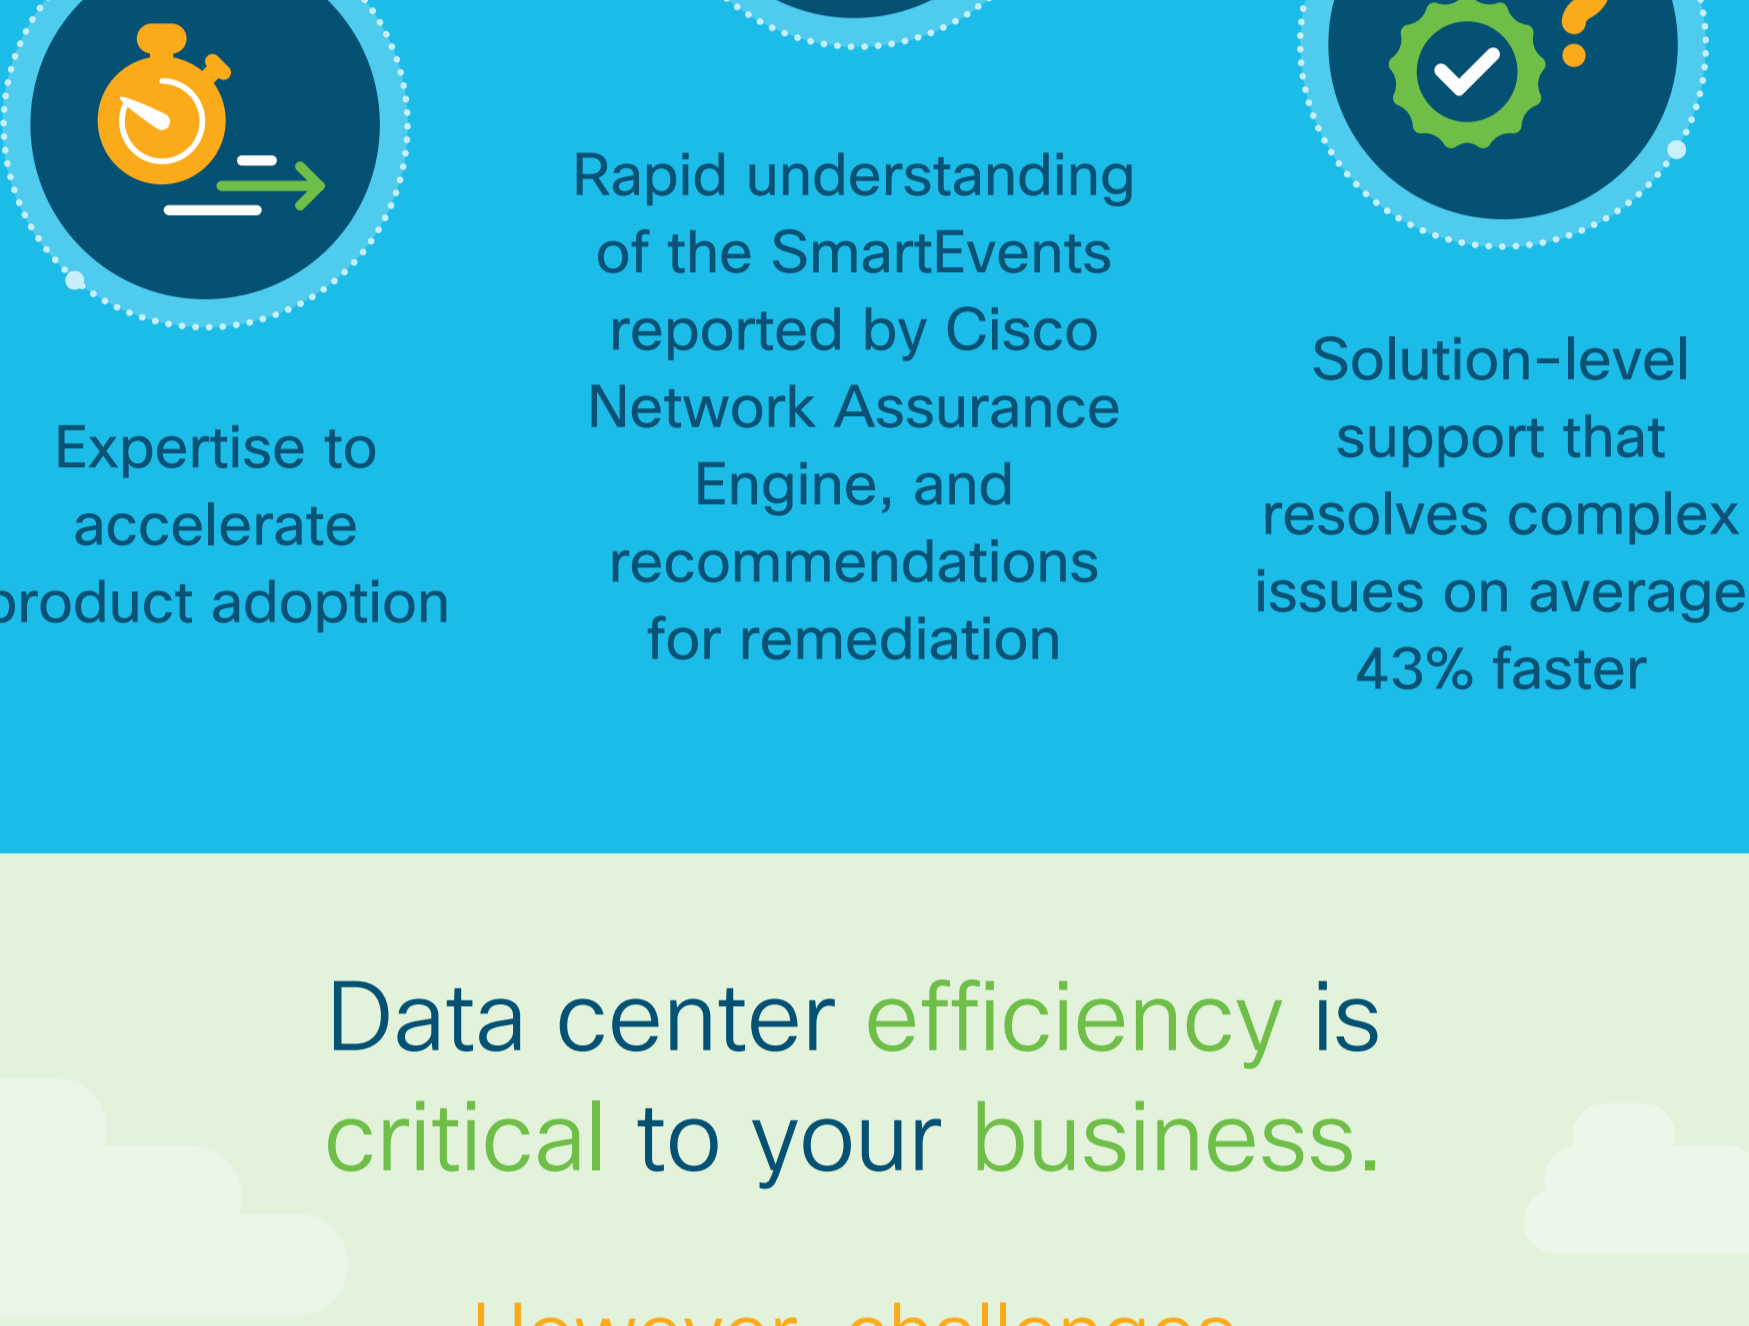 Expertise to
accelerate
product adoption
Rapid understanding
of the SmartEvents
reported by Cisco
Network Assurance
Engine, and
recommendations
for remediation
Solution-level
support that
resolves complex
issues on average
43% faster
Data center efficiency is
critical to your business.
However, challenges